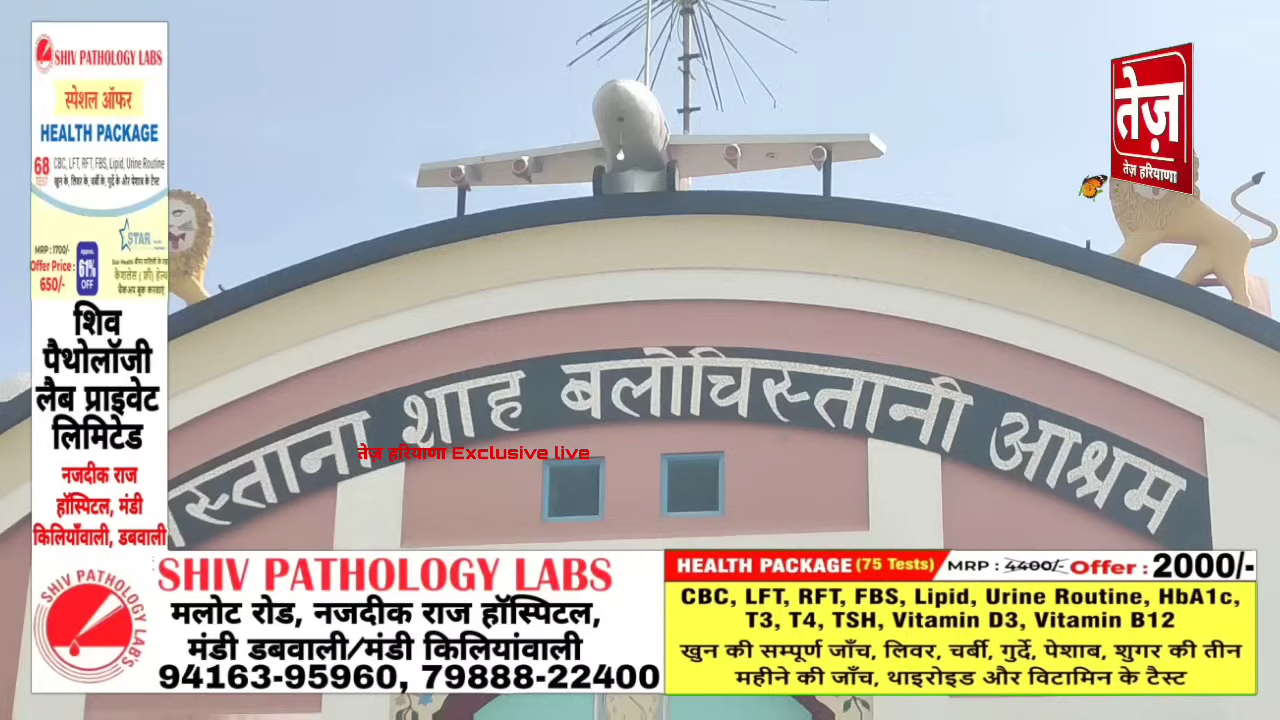 SHIV PATHOLOGY LABS
स्पेशल ऑफर
HEALTH PACKAGE
68 CBC, LFT, RFT, FBS, Lipid, Urine Routine
खून के, लिवर के, चर्बी के, गुर्दे के और पेशाब के टैस्ट
MRP : 1700/-
Offer Price :
650/-
Approx.
61%
OFF
STAR
शिव
पैथोलॉजी
लैब प्राइवेट
लिमिटेड
नजदीक राज
हॉस्पिटल, मंडी
किलियाँवाली, डबवाली
तेज़
तेज़ हरियाणा
स्ताना शाह बलोचिस्तानी आश्रम
तेज़ हरियाणा Exclusive live
SHIV PATHOLOGY LABS
SHIV PATHOLOGY LABS
मलोट रोड, नजदीक राज हॉस्पिटल,
मंडी डबवाली/मंडी किलियांवाली
94163-95960, 79888-22400
HEALTH PACKAGE (75 Tests) MRP : 4400/- Offer : 2000/-
CBC, LFT, RFT, FBS, Lipid, Urine Routine, HbA1c,
T3, T4, TSH, Vitamin D3, Vitamin B12
खुन की सम्पूर्ण जाँच, लिवर, चर्बी, गुर्दे, पेशाब, शुगर की तीन
महीने की जाँच, थाइरोइड और विटामिन के टैस्ट